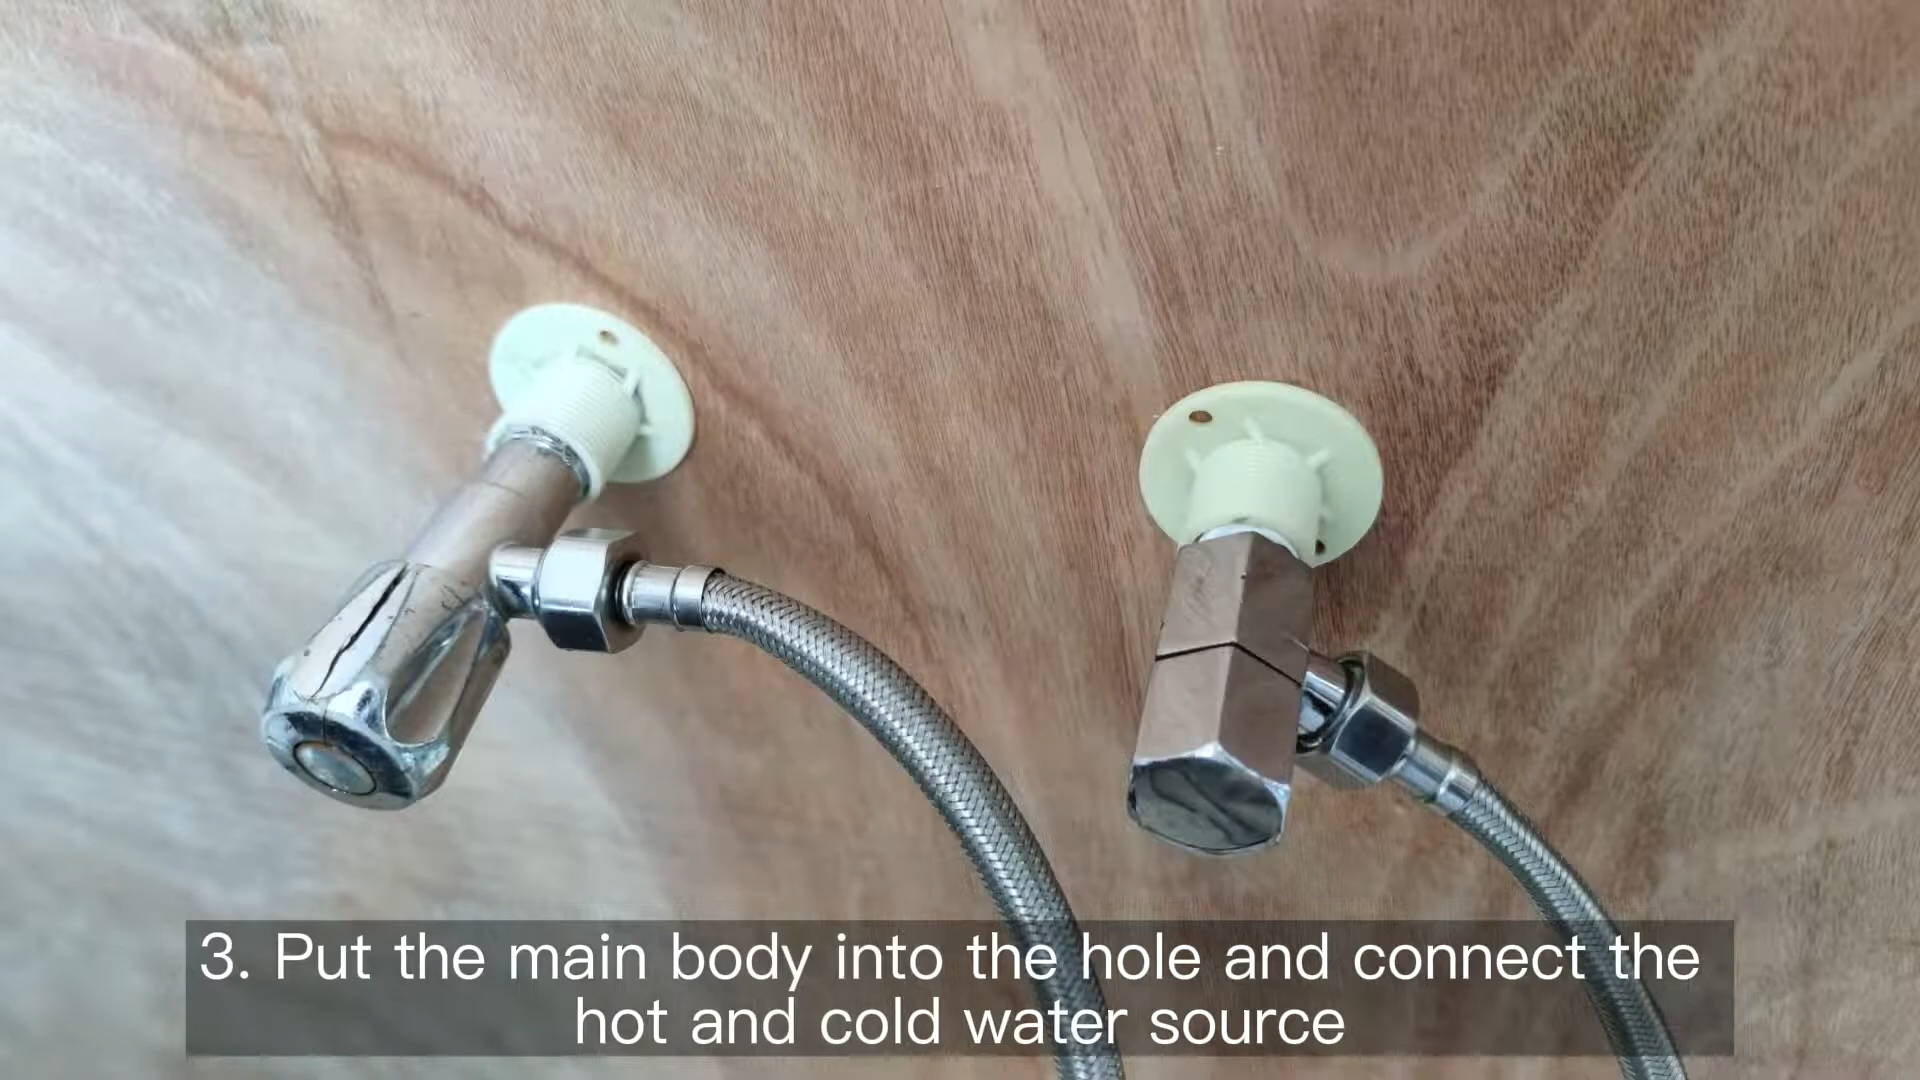 3. Put the main body into the hole and connect the
hot and cold water source